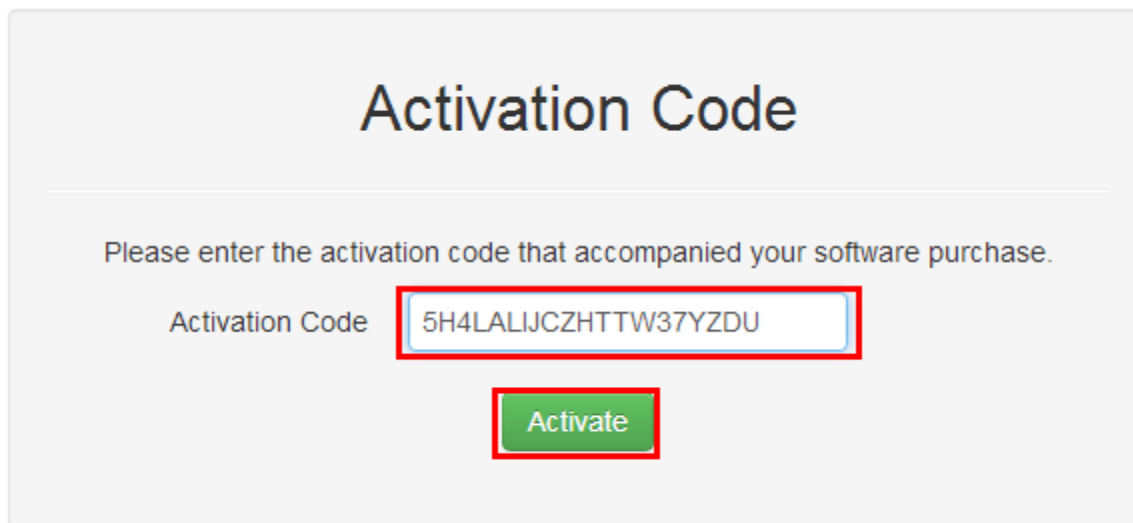 Activation Code
Please enter the activation code that accompanied your software purchase.
Activation Code 5H4LALIJCZHTTW37YZDU
Activate